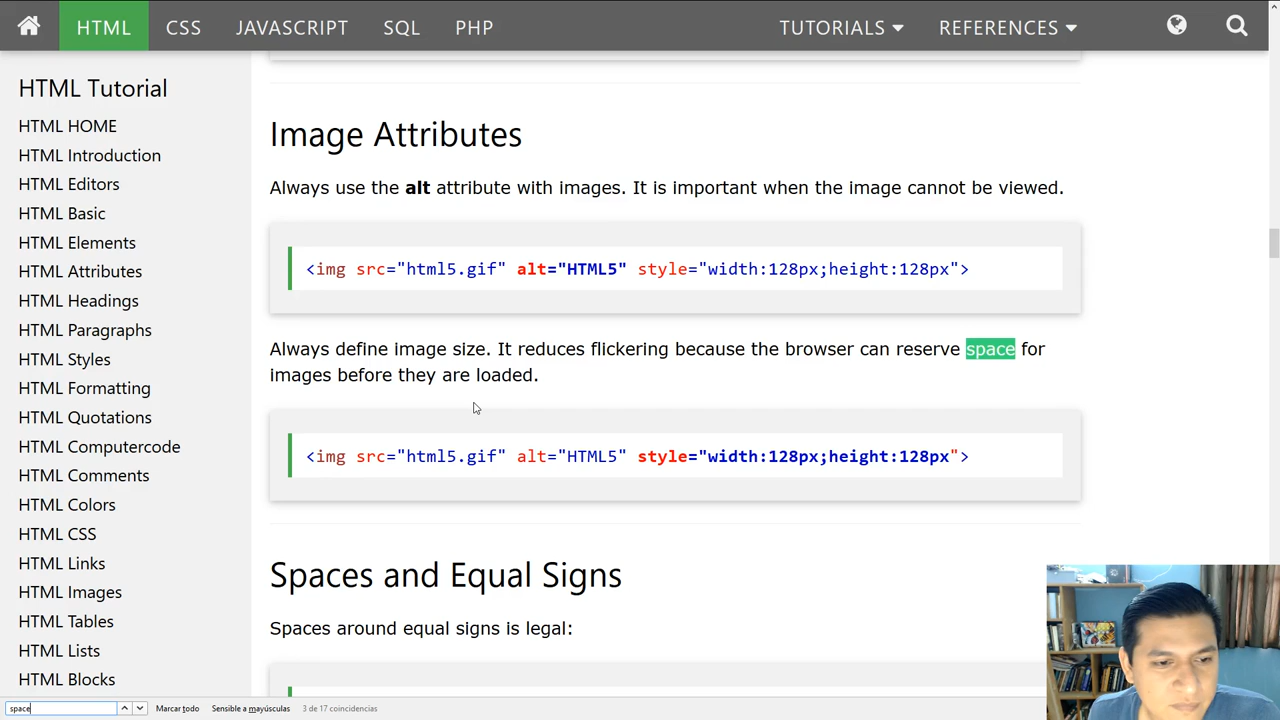 HTML CSS JAVASCRIPT SQL PHP TUTORIALS REFERENCES
HTML Tutorial
HTML HOME
HTML Introduction
HTML Editors
HTML Basic
HTML Elements
HTML Attributes
HTML Headings
HTML Paragraphs
HTML Styles
HTML Formatting
HTML Quotations
HTML Computercode
HTML Comments
HTML Colors
HTML CSS
HTML Links
HTML Images
HTML Tables
HTML Lists
HTML Blocks
Image Attributes
Always use the alt attribute with images. It is important when the image cannot be viewed.
<img src="html5.gif" alt="HTML5" style="width:128px;height:128px">
Always define image size. It reduces flickering because the browser can reserve space for
images before they are loaded.
<img src="html5.gif" alt="HTML5" style="width:128px;height:128px">
Spaces and Equal Signs
Spaces around equal signs is legal:
space Marcar todo Sensible a mayúsculas 3 de 17 coincidencias